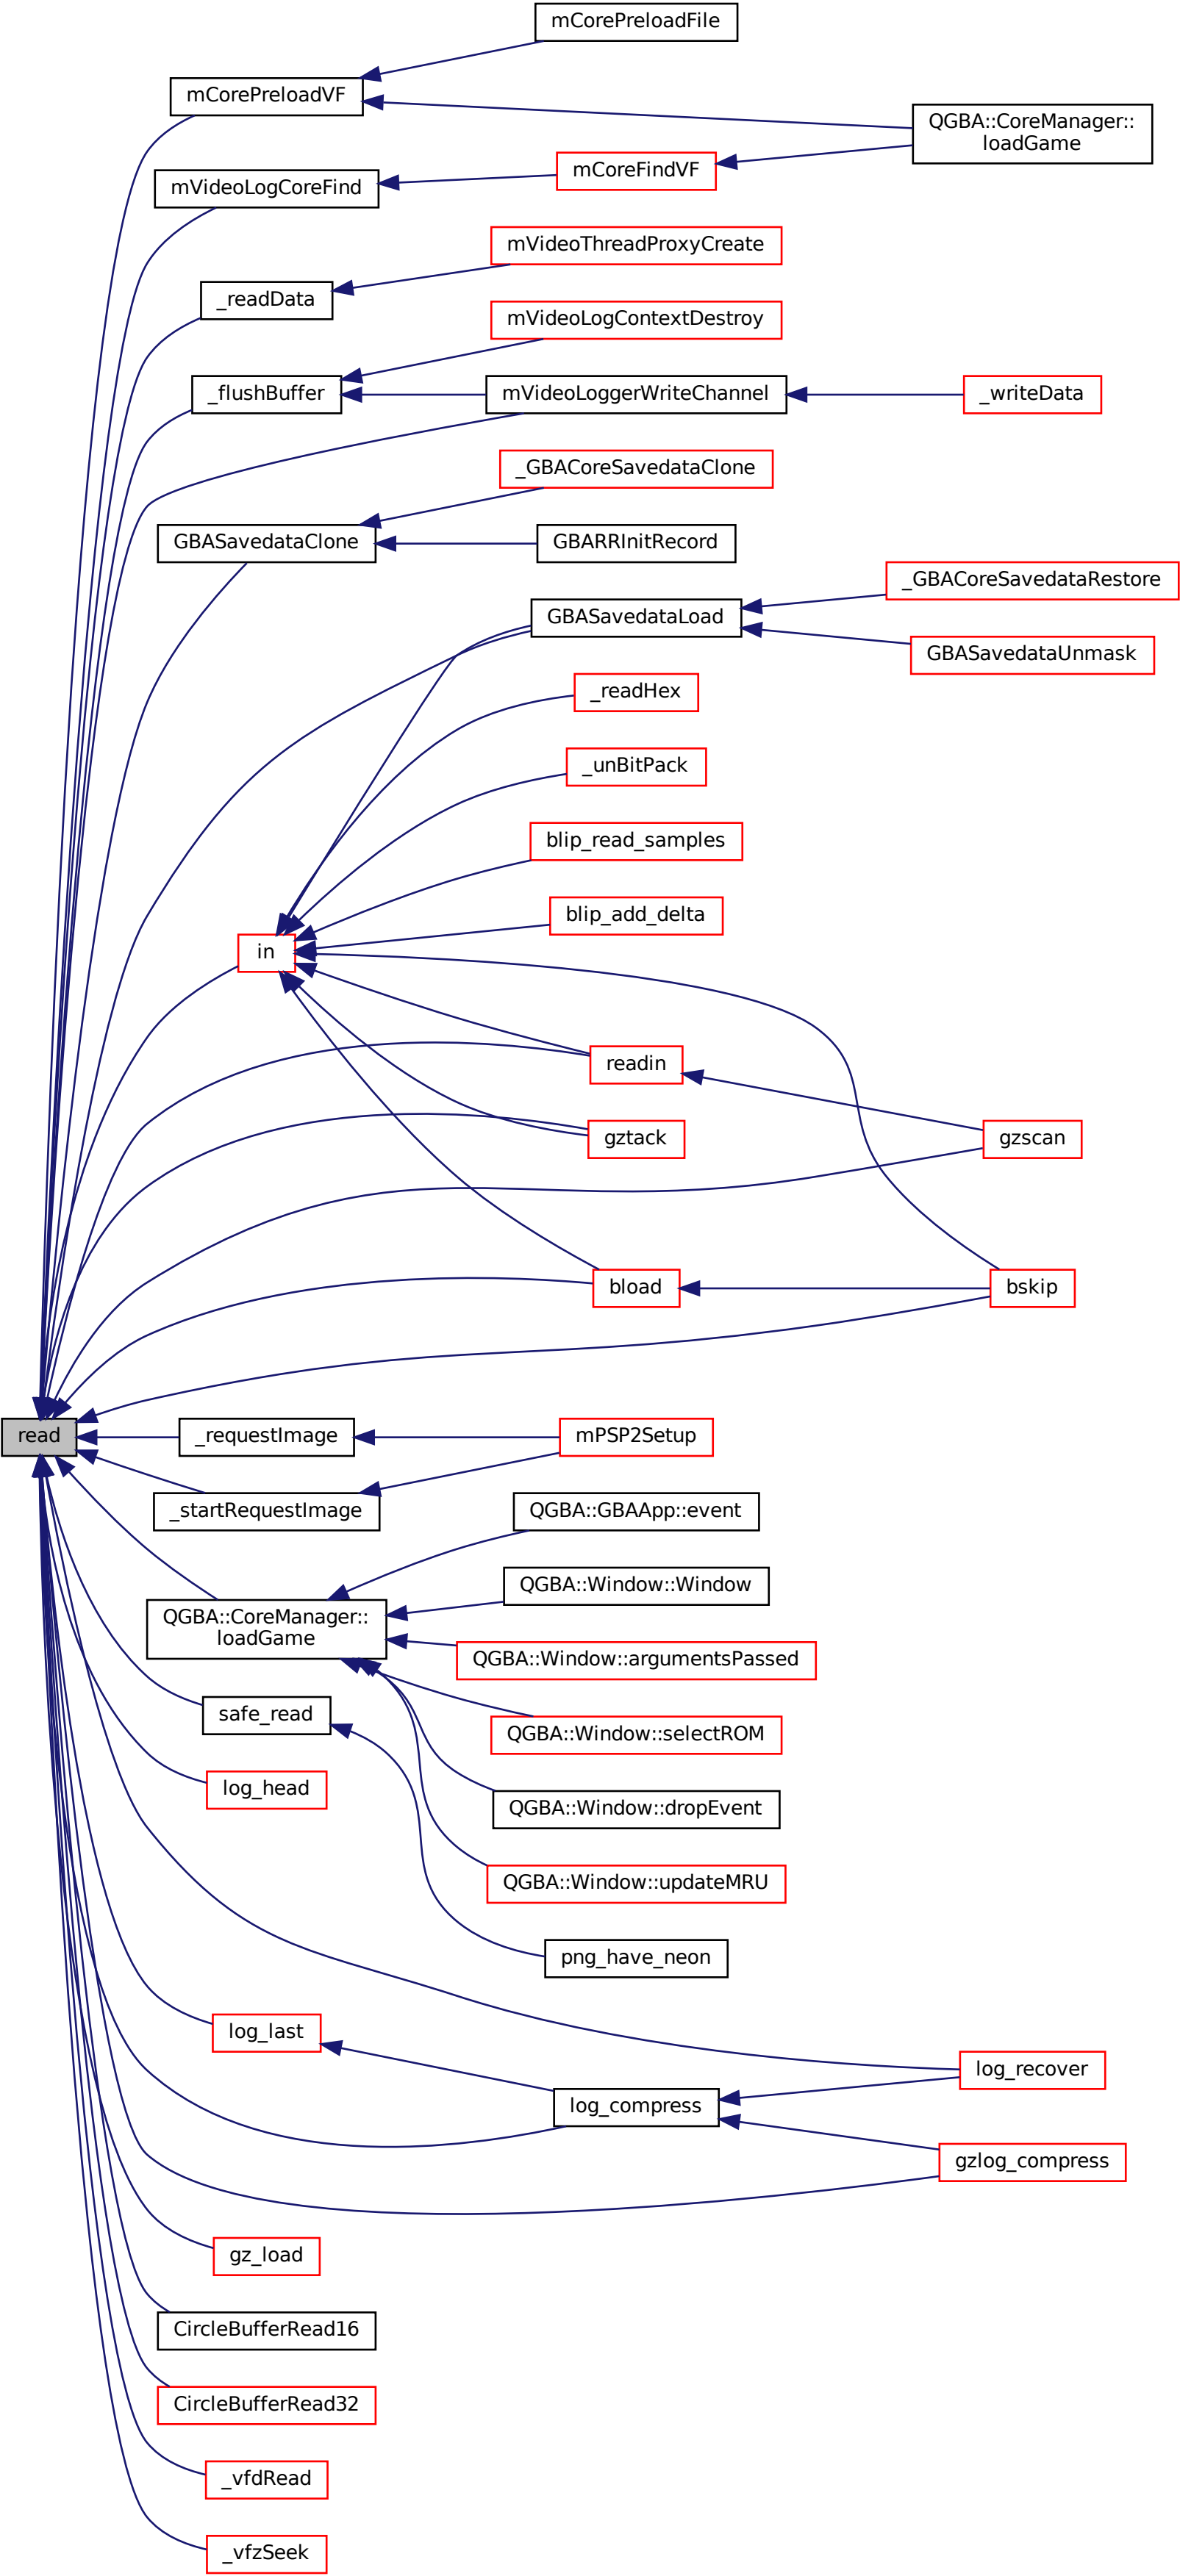 mCorePreloadFile
mCorePreloadVF
QGBA::CoreManager::
loadGame
mCoreFindVF
mVideoLogCoreFind
mVideoThreadProxyCreate
_readData
mVideoLogContextDestroy
_flushBuffer
mVideoLoggerWriteChannel
_writeData
_GBACoreSavedataClone
GBASavedataClone
GBARRInitRecord
_GBACoreSavedataRestore
GBASavedataLoad
GBASavedataUnmask
_readHex
_unBitPack
blip_read_samples
blip_add_delta
in
readin
gztack
gzscan
bload
bskip
read
_requestImage
mPSP2Setup
_startRequestImage
QGBA::GBAApp::event
QGBA::Window::Window
QGBA::CoreManager::
loadGame
QGBA::Window::argumentsPassed
safe_read
QGBA::Window::selectROM
log_head
QGBA::Window::dropEvent
QGBA::Window::updateMRU
png_have_neon
log_last
log_recover
log_compress
gzlog_compress
gz_load
CircleBufferRead16
CircleBufferRead32
_vfdRead
_vfzSeek